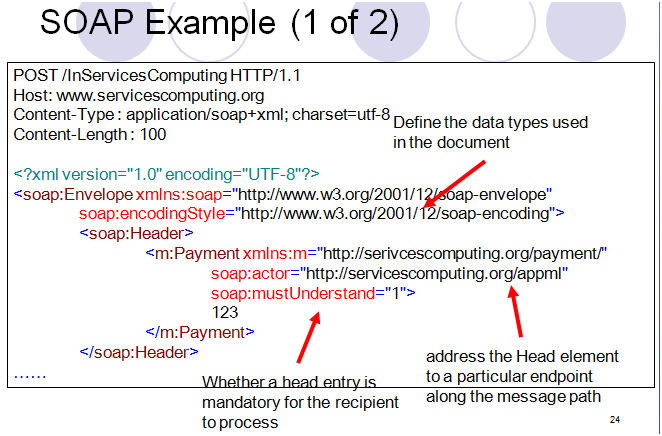 SOAP Example (1 of 2)
POST /InServicesComputing HTTP/1.1
Host: www.servicescomputing.org
Content-Type : application/soap+xml; charset=utf-8
Content-Length : 100
Define the data types used
in the document
<?xml version="1.0" encoding="UTF-8"?>
<soap:Envelope xmlns:soap="http://www.w3.org/2001/12/soap-envelope"
soap:encodingStyle="http://www.w3.org/2001/12/soap-encoding">
<soap:Header>
<m:Payment xmlns:m="http://serivcescomputing.org/payment/"
soap:actor="http://servicescomputing.org/appml"
soap:mustUnderstand="1">
123
</m:Payment>
</soap:Header>
......
Whether a head entry is
mandatory for the recipient
to process
address the Head element
to a particular endpoint
along the message path
24